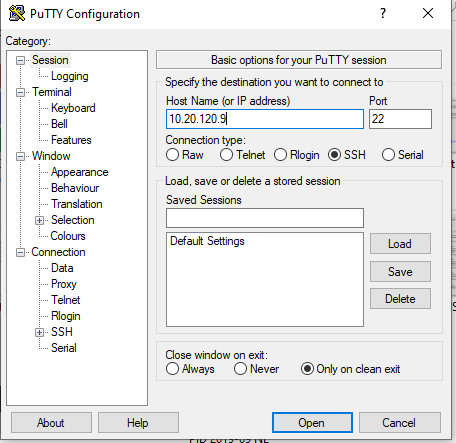 PuTTY Configuration
?
Category:
Session
Logging
Terminal
Keyboard
Bell
Features
Window
Appearance
Behaviour
Translation
Selection
Colours
Connection
Data
Proxy
Telnet
Rlogin
SSH
Serial
Basic options for your PuTTY session
Specify the destination you want to connect to
Host Name (or IP address) Port
10.20.120.9 22
Connection type:
Raw Telnet Rlogin SSH Serial
Load, save or delete a stored session
Saved Sessions
Default Settings
Load
Save
Delete
Close window on exit:
Always Never Only on clean exit
About Help Open Cancel